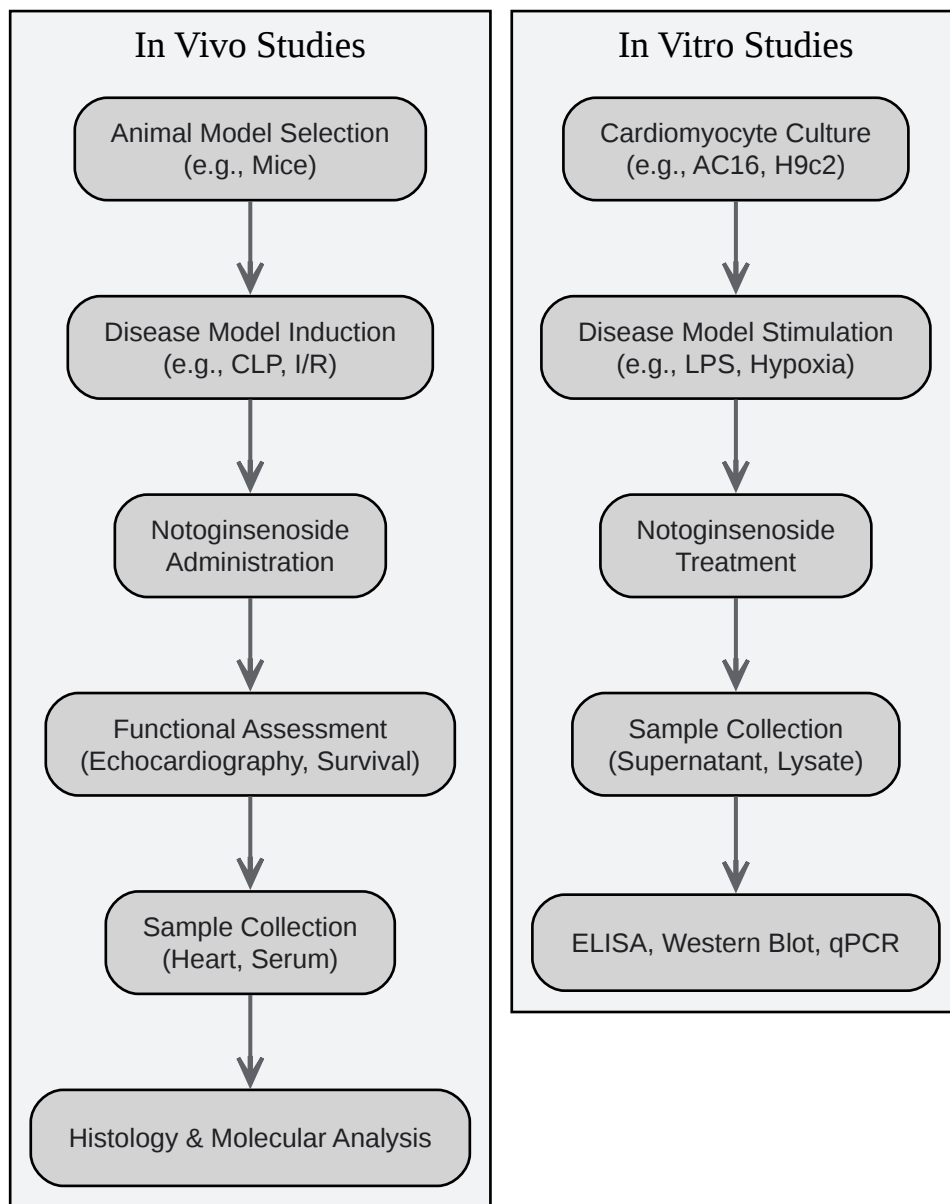 In Vivo Studies
Animal Model Selection
(e.g., Mice)
Disease Model Induction
(e.g., CLP, I/R)
Notoginsenoside
Administration
Functional Assessment
(Echocardiography, Survival)
Sample Collection
(Heart, Serum)
Histology & Molecular Analysis
In Vitro Studies
Cardiomyocyte Culture
(e.g., AC16, H9c2)
Disease Model Stimulation
(e.g., LPS, Hypoxia)
Notoginsenoside
Treatment
Sample Collection
(Supernatant, Lysate)
ELISA, Western Blot, qPCR